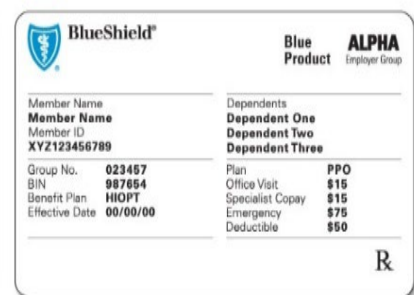 BlueShield®
Blue
Product
ALPHA
Employer Group
Member Name
Member Name
Member ID
XYZ123456789
Dependents
Dependent One
Dependent Two
Dependent Three
Group No. 023457
BIN 987654
Benefit Plan HIOPT
Effective Date 00/00/00
Plan PPO
Office Visit $15
Specialist Copay $15
Emergency $75
Deductible $50
Rx